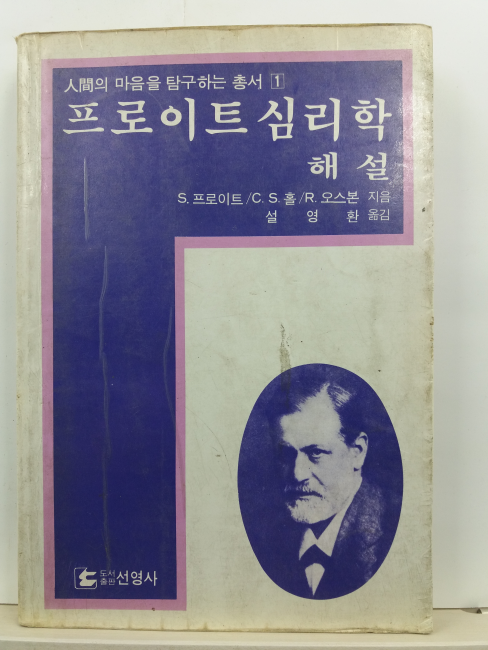 人間의 마음을 탐구하는 총서 1
프로이트 심리학
해설
S. 프로이트/C. S. 홀/R. 오스본 지음
설영환 옮김
도서
출판 선영사